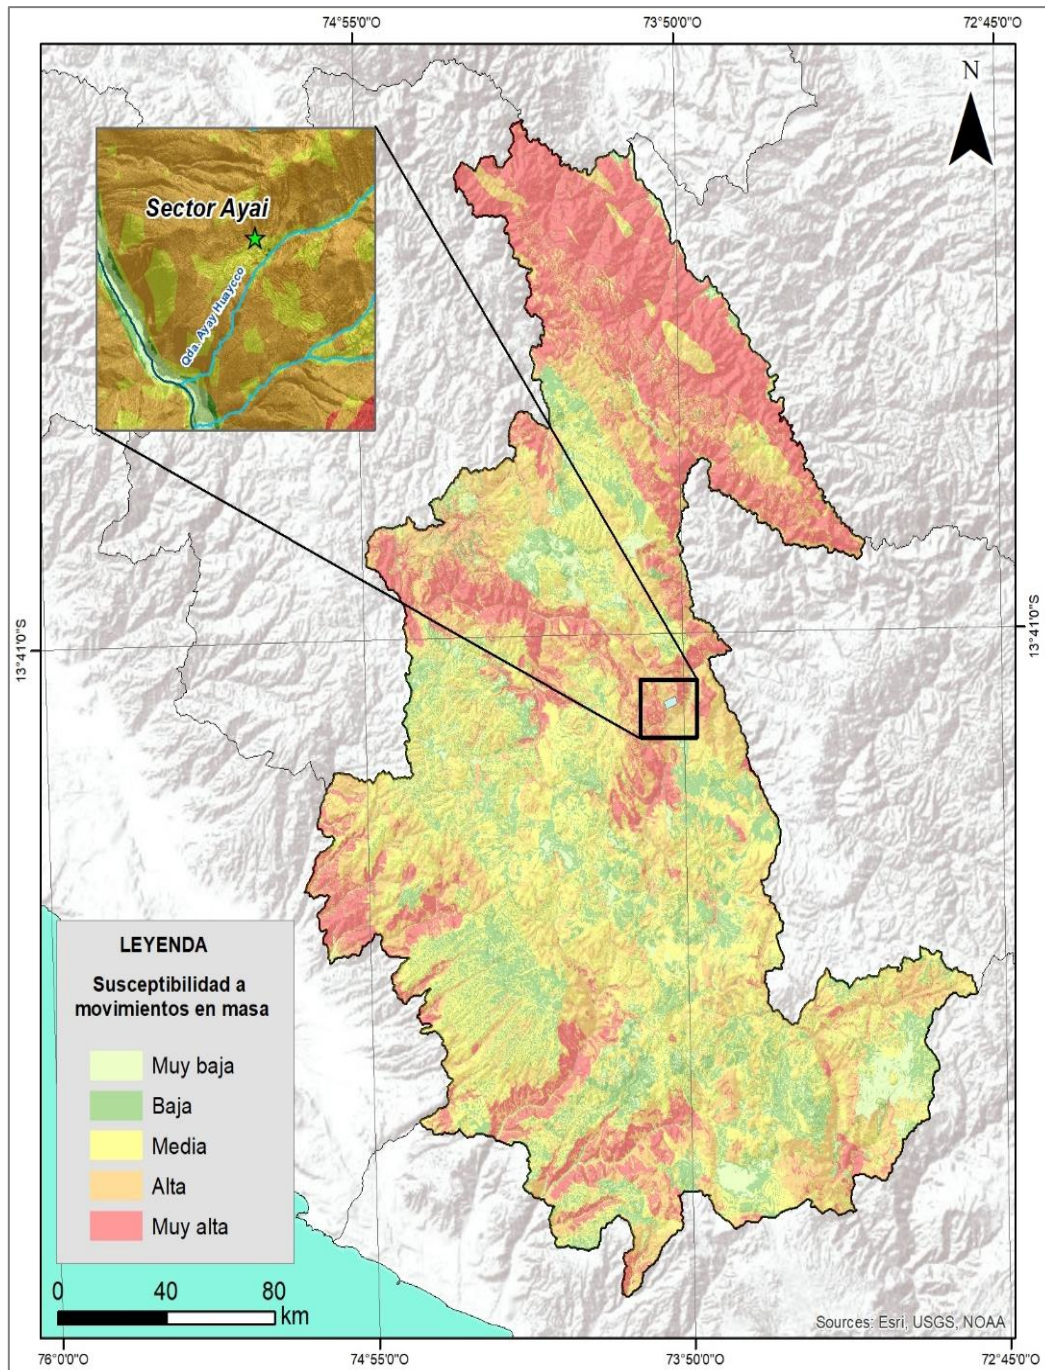 74°55'0"O
73°50'0"O
72°45'0"O
N
Sector Ayai
Qda. Ayay Huaycco
13°41'0"S
13°41'0"S
LEYENDA
Susceptibilidad a
movimientos en masa
Muy baja
Baja
Media
Alta
Muy alta
0 40 80
km
Sources: Esri, USGS, NOAA
76°0'0"O
74°55'0"O
73°50'0"O
72°45'0"O